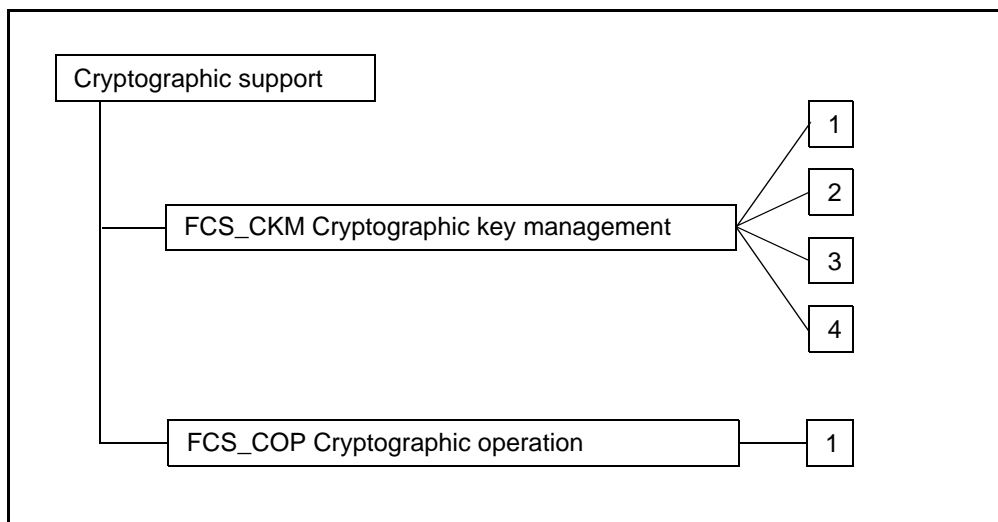 Cryptographic support
1
2
FCS_CKM Cryptographic key management
3
4
FCS_COP Cryptographic operation 1